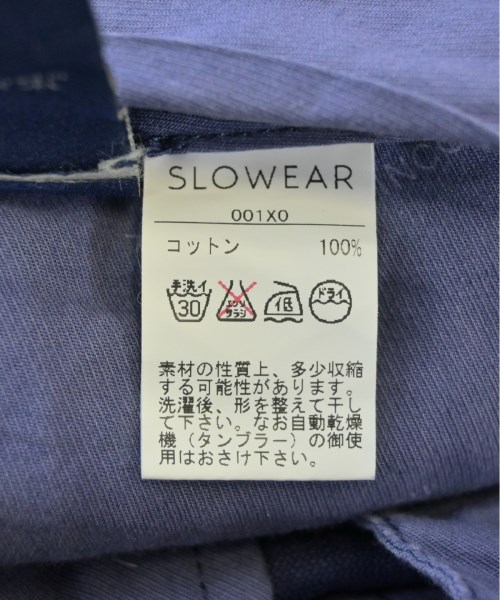 SLOWEAR
001X0
コットン 100%
手洗イ 30 エンソサラシ 低 ドライ
素材の性質上、多少収縮
する可能性があります。
洗濯後、形を整えて干し
て下さい。なお自動乾燥
機（タンブラー）の御使
用はおさけ下さい。